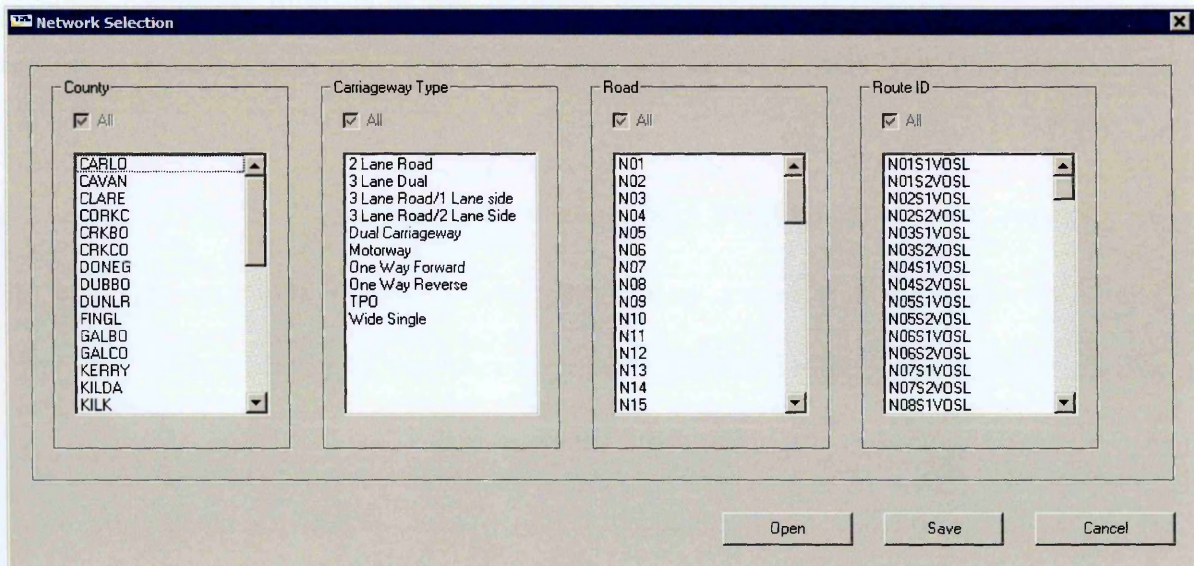 Network Selection
County
All
CARLO
CAVAN
CLARE
CORKC
CRKBO
CRKCO
DONEG
DUBBO
DUNLR
FINGL
GALBO
GALCO
KERRY
KILDA
KILK
Carriageway Type
All
2 Lane Road
3 Lane Dual
3 Lane Road/1 Lane side
3 Lane Road/2 Lane Side
Dual Carriageway
Motorway
One Way Forward
One Way Reverse
TPO
Wide Single
Road
All
N01
N02
N03
N04
N05
N06
N07
N08
N09
N10
N11
N12
N13
N14
N15
Route ID
All
N01S1VOSL
N01S2VOSL
N02S1VOSL
N02S2VOSL
N03S1VOSL
N03S2VOSL
N04S1VOSL
N04S2VOSL
N05S1VOSL
N05S2VOSL
N06S1VOSL
N06S2VOSL
N07S1VOSL
N07S2VOSL
N08S1VOSL
Open
Save
Cancel